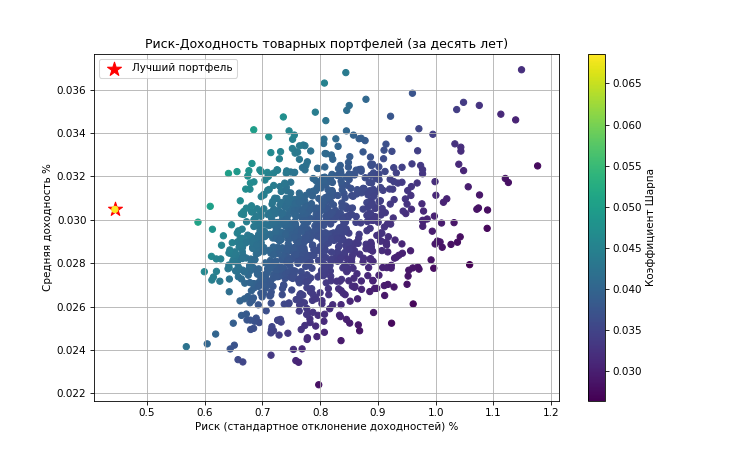 Риск-Доходность товарных портфелей (за десять лет)
Лучший портфель
Средняя доходность %
0.036
0.034
0.032
0.030
0.028
0.026
0.024
0.022
0.5 0.6 0.7 0.8 0.9 1.0 1.1 1.2
Риск (стандартное отклонение доходностей) %
0.065
0.060
0.055
0.050
0.045
0.040
0.035
0.030
Коэффициент Шарпа